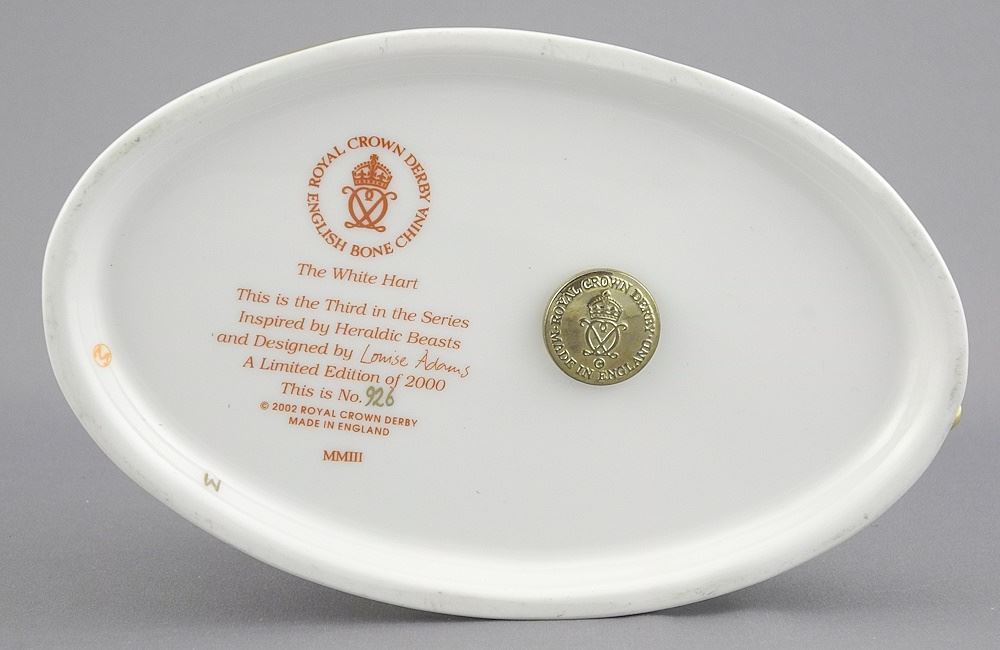 ROYAL CROWN DERBY
ENGLISH BONE CHINA
The White Hart
This is the Third in the Series
Inspired by Heraldic Beasts
and Designed by Louise Adams
A Limited Edition of 2000
This is No. 926
© 2002 ROYAL CROWN DERBY
MADE IN ENGLAND
MMIII
M
M
ROYAL CROWN DERBY
MADE IN ENGLAND